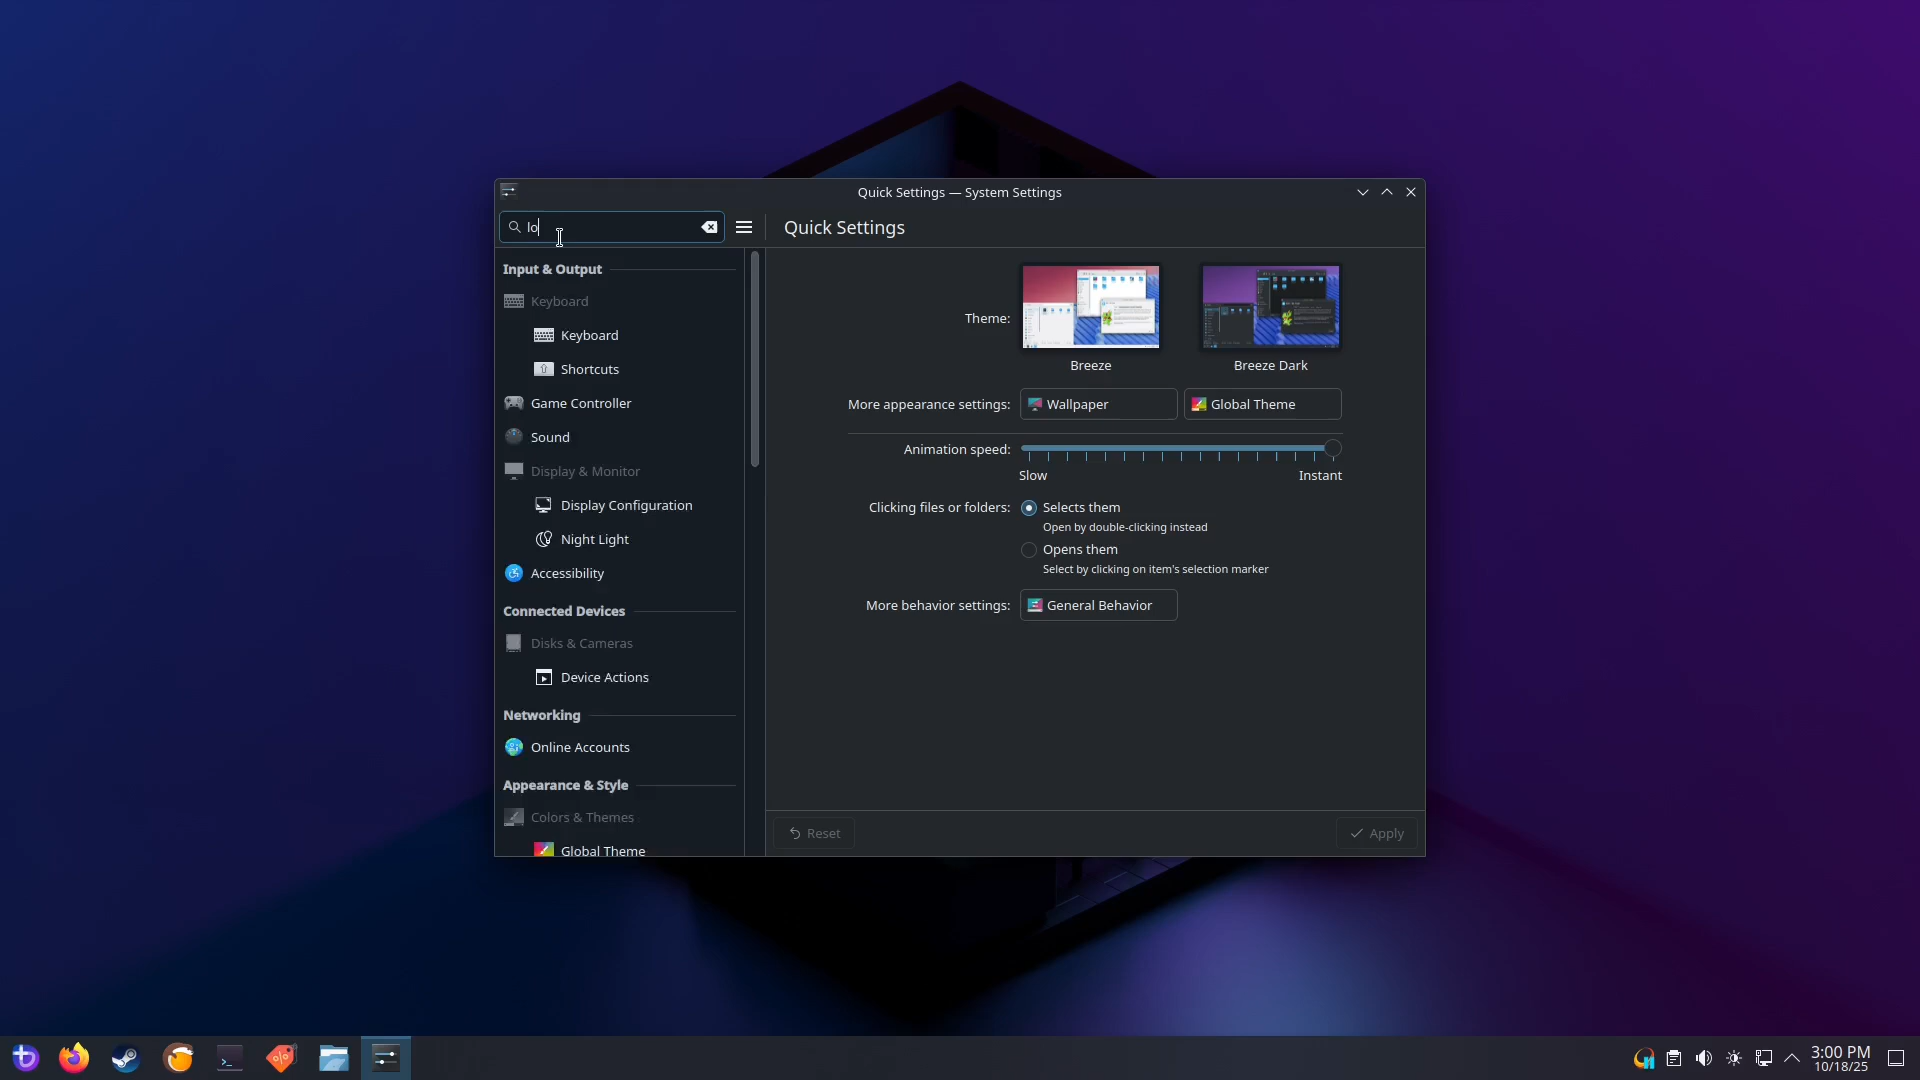 Quick Settings — System Settings
lo
Quick Settings
Input & Output
Keyboard
Keyboard
Shortcuts
Game Controller
Sound
Display & Monitor
Display Configuration
Night Light
Accessibility
Connected Devices
Disks & Cameras
Device Actions
Networking
Online Accounts
Appearance & Style
Colors & Themes
Global Theme
Theme:
Breeze
Breeze Dark
More appearance settings:
Wallpaper
Global Theme
Animation speed:
Slow
Instant
Clicking files or folders:
Selects them
Open by double-clicking instead
Opens them
Select by clicking on item's selection marker
More behavior settings:
General Behavior
Reset
Apply
3:00 PM
10/18/25